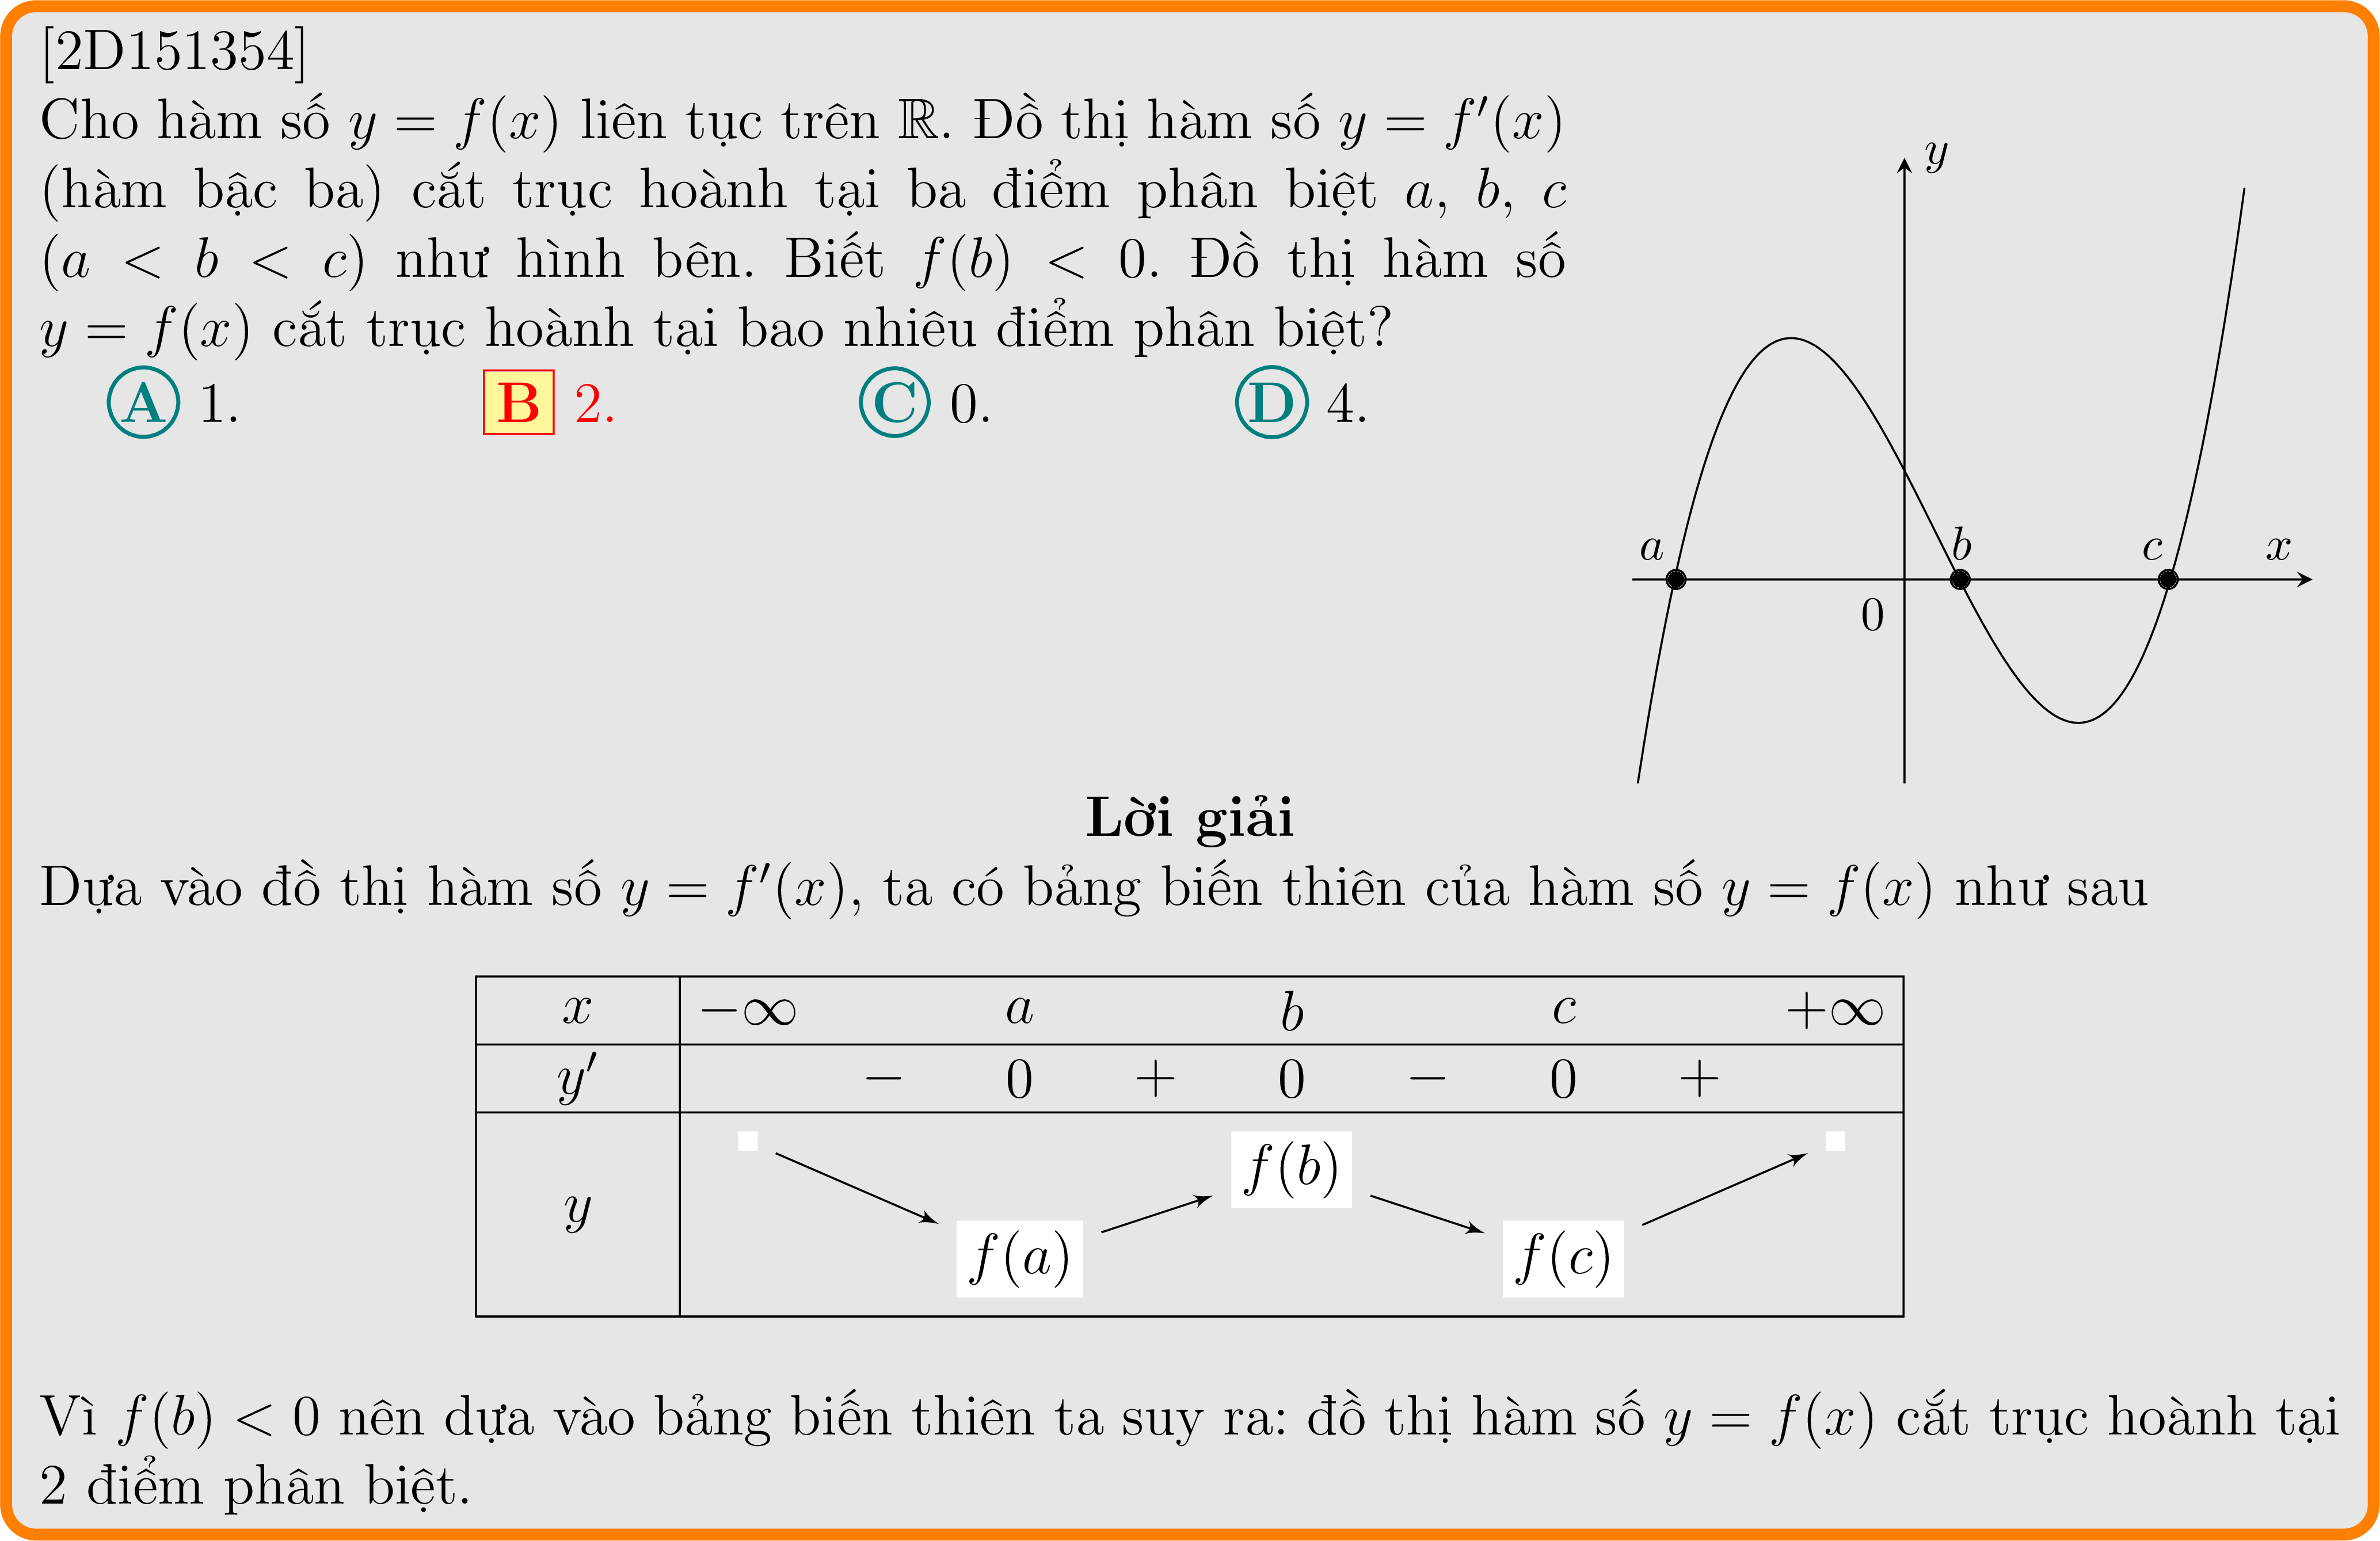 [2D151354]
Cho hàm số y = f(x) liên tục trên ℝ. Đồ thị hàm số y = f′(x)
(hàm bậc ba) cắt trục hoành tại ba điểm phân biệt a, b, c
(a < b < c) như hình bên. Biết f(b) < 0. Đồ thị hàm số
y = f(x) cắt trục hoành tại bao nhiêu điểm phân biệt?
A 1. B 2. C 0. D 4.
y
a b c x
0
Lời giải
Dựa vào đồ thị hàm số y = f′(x), ta có bảng biến thiên của hàm số y = f(x) như sau
x −∞ a b c +∞
y′ − 0 + 0 − 0 +
y f(a) f(b) f(c)
Vì f(b) < 0 nên dựa vào bảng biến thiên ta suy ra: đồ thị hàm số y = f(x) cắt trục hoành tại
2 điểm phân biệt.